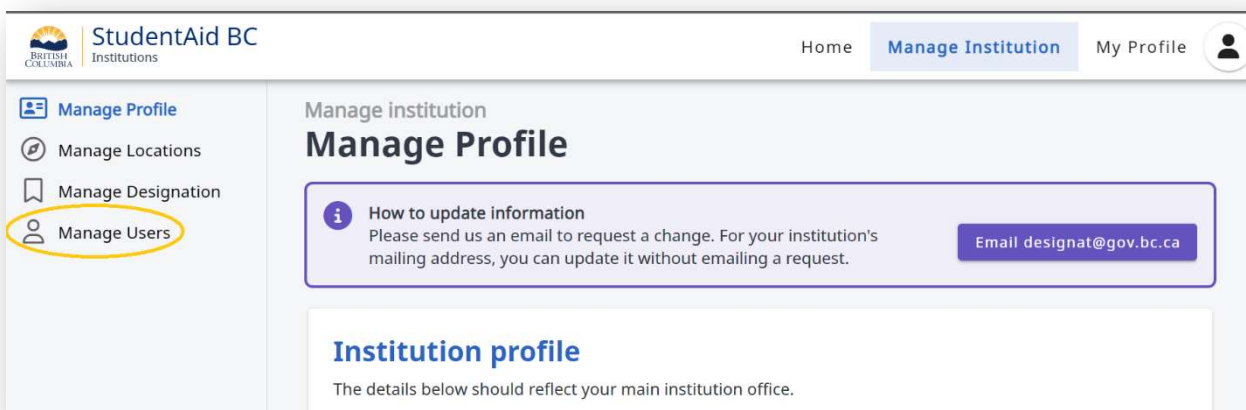 BRITISH
COLUMBIA
StudentAid BC
Institutions
Home
Manage Institution
My Profile
Manage Profile
Manage Locations
Manage Designation
Manage Users
Manage institution
Manage Profile
How to update information
Please send us an email to request a change. For your institution's
mailing address, you can update it without emailing a request.
Email designat@gov.bc.ca
Institution profile
The details below should reflect your main institution office.